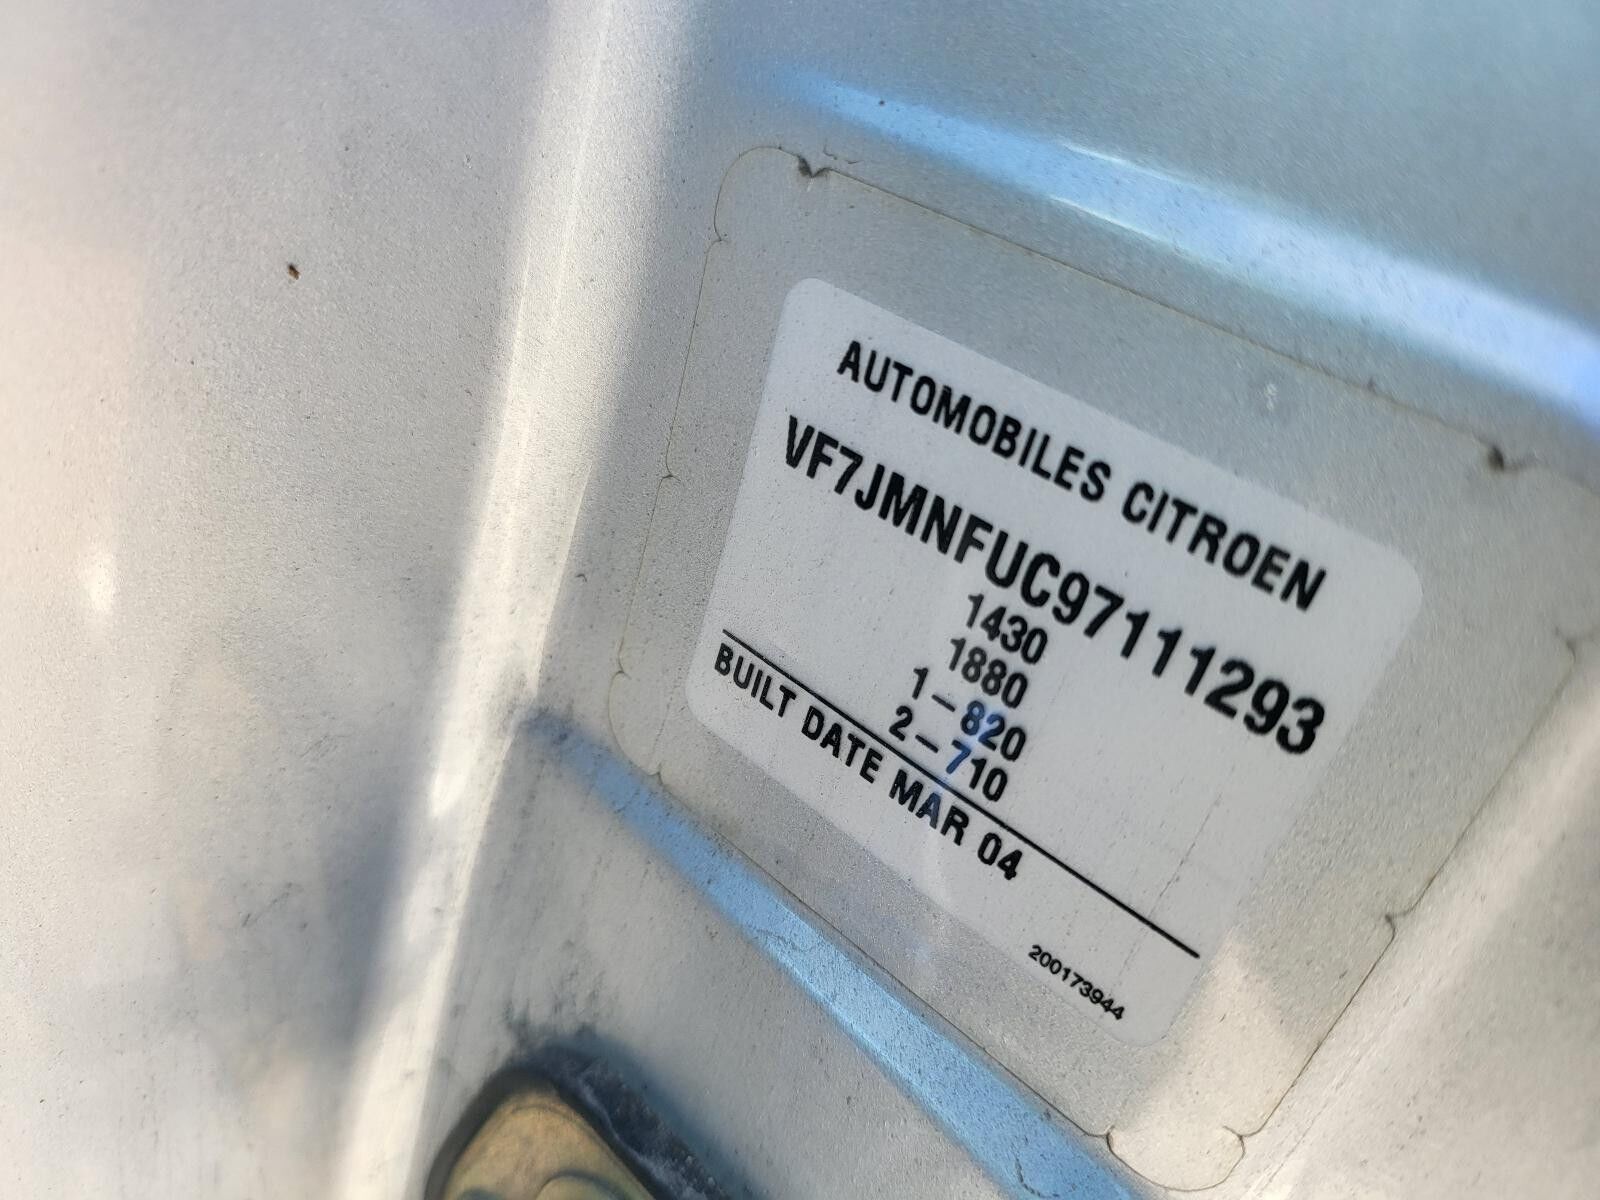 AUTOMOBILES CITROEN
VF7JMNFUC97111293
1430
1880
1-820
2-710
BUILT DATE MAR 04
200173944